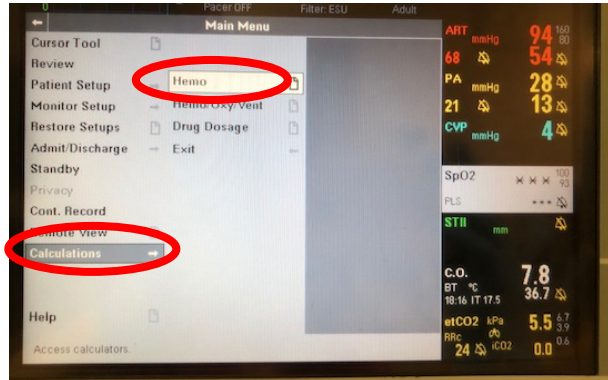 0
Pacer OFF Filter: ESU Adult
Main Menu
Cursor Tool
Review
Patient Setup
Monitor Setup
Restore Setups
Admit/Discharge
Standby
Privacy
Cont. Record
Remote View
Calculations
Help
Access calculators.
Hemo
Hemo/Oxy/Vent
Drug Dosage
Exit
ART mmHg 94 160
68 54 80
PA mmHg 28
21 13
CVP mmHg 4
SpO2 100
93
PLS ---
STII mm
C.O. 7.8
BT °C
18:16 IT 17.5 36.7
etCO2 kPa 5.5 6.7
3.9
RRc iCO2 0.6
24 0.0